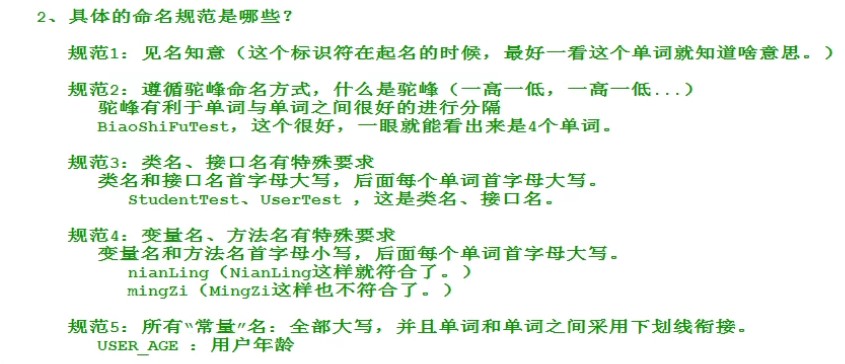 2、具体的命名规范是哪些？
规范1：见名知意（这个标识符在起名的时候，最好一看这个单词就知道啥意思。）
规范2：遵循驼峰命名方式，什么是驼峰（一高一低，一高一低...）
驼峰有利于单词与单词之间很好的进行分隔
BiaoShiFuTest，这个很好，一眼就能看出来是4个单词。
规范3：类名、接口名有特殊要求
类名和接口名首字母大写，后面每个单词首字母大写。
StudentTest、UserTest ，这是类名、接口名。
规范4：变量名、方法名有特殊要求
变量名和方法名首字母小写，后面每个单词首字母大写。
nianLing（NianLing这样就符合了。）
mingZi（MingZi这样也不符合了。）
规范5：所有“常量”名：全部大写，并且单词和单词之间采用下划线衔接。
USER_AGE ：用户年龄